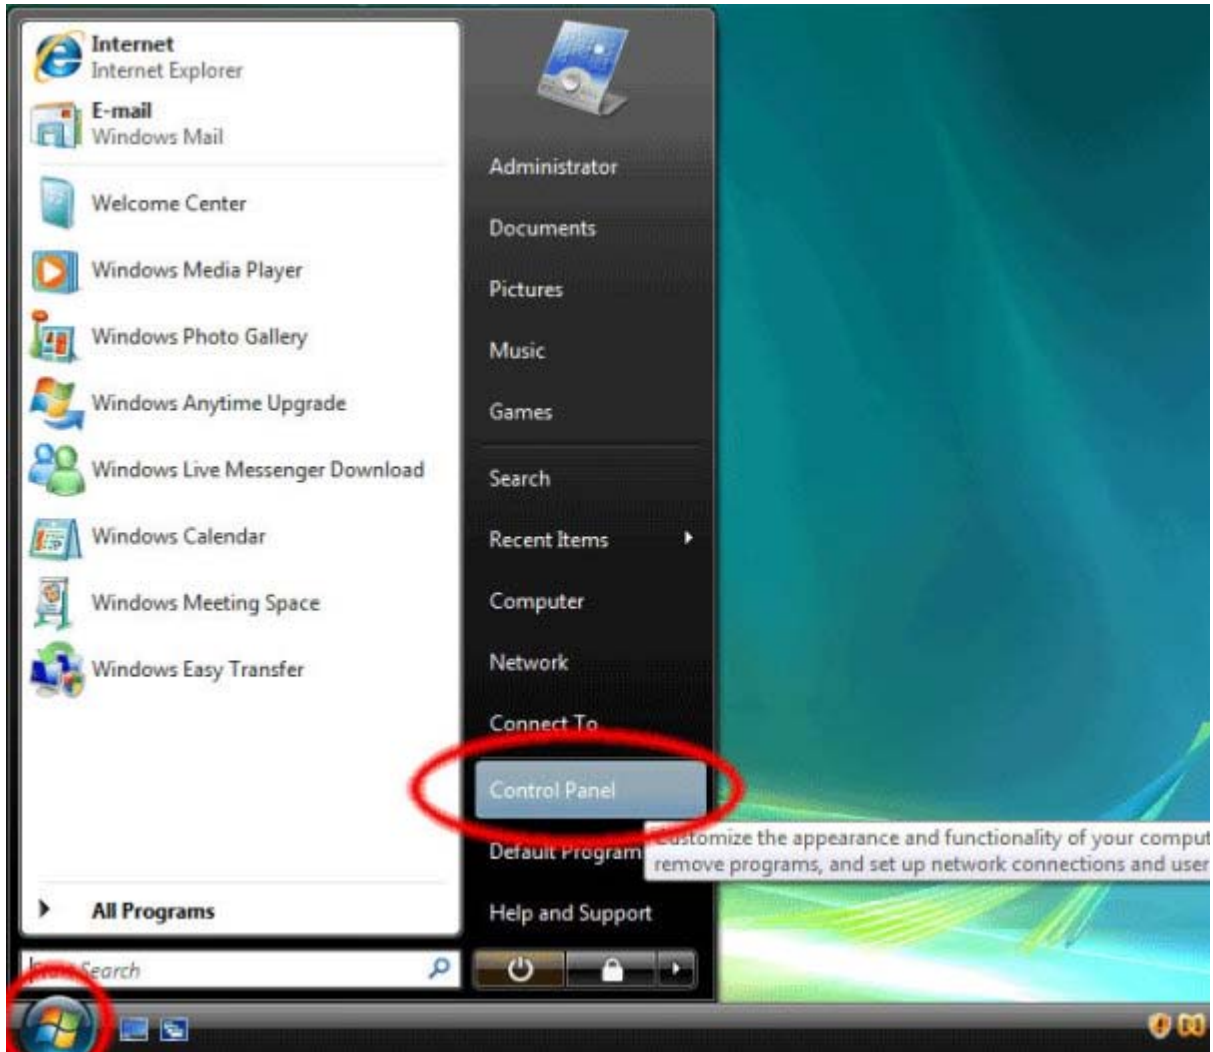 Internet
Internet Explorer
E-mail
Windows Mail
Welcome Center
Windows Media Player
Windows Photo Gallery
Windows Anytime Upgrade
Windows Live Messenger Download
Windows Calendar
Windows Meeting Space
Windows Easy Transfer
All Programs
Search
Administrator
Documents
Pictures
Music
Games
Search
Recent Items
Computer
Network
Connect To
Control Panel
Default Program
Help and Support
Customize the appearance and functionality of your comput
remove programs, and set up network connections and user